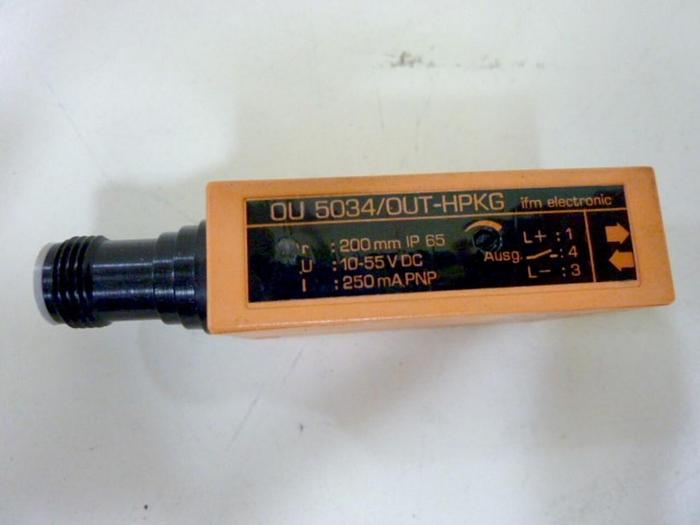 OU 5034/OUT-HPKG ifm electronic
r : 200 mm IP 65
U : 10-55 V DC
I : 250 mA PNP
L+ : 1
Ausg. : 4
L- : 3